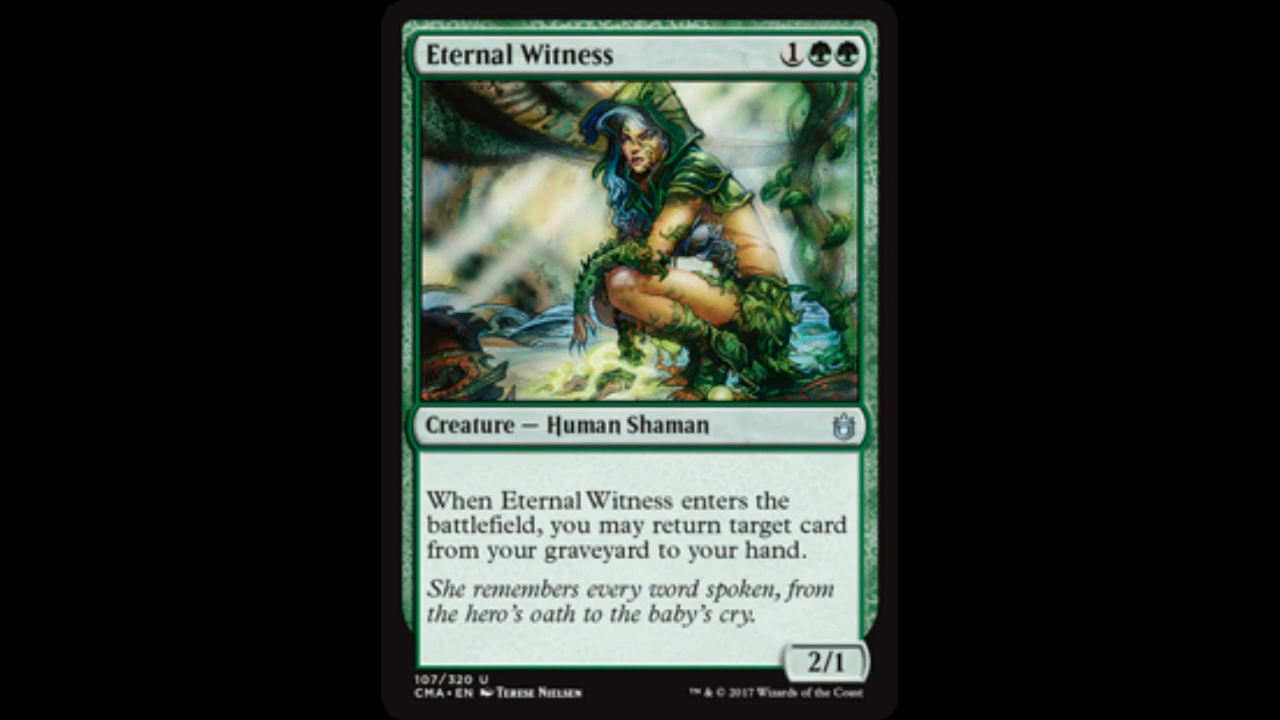 Eternal Witness 1
Creature — Human Shaman
When Eternal Witness enters the
battlefield, you may return target card
from your graveyard to your hand.
She remembers every word spoken, from
the hero's oath to the baby's cry.
2/1
107/320 U
CMA • EN Terese Nielsen
™ & © 2017 Wizards of the Coast